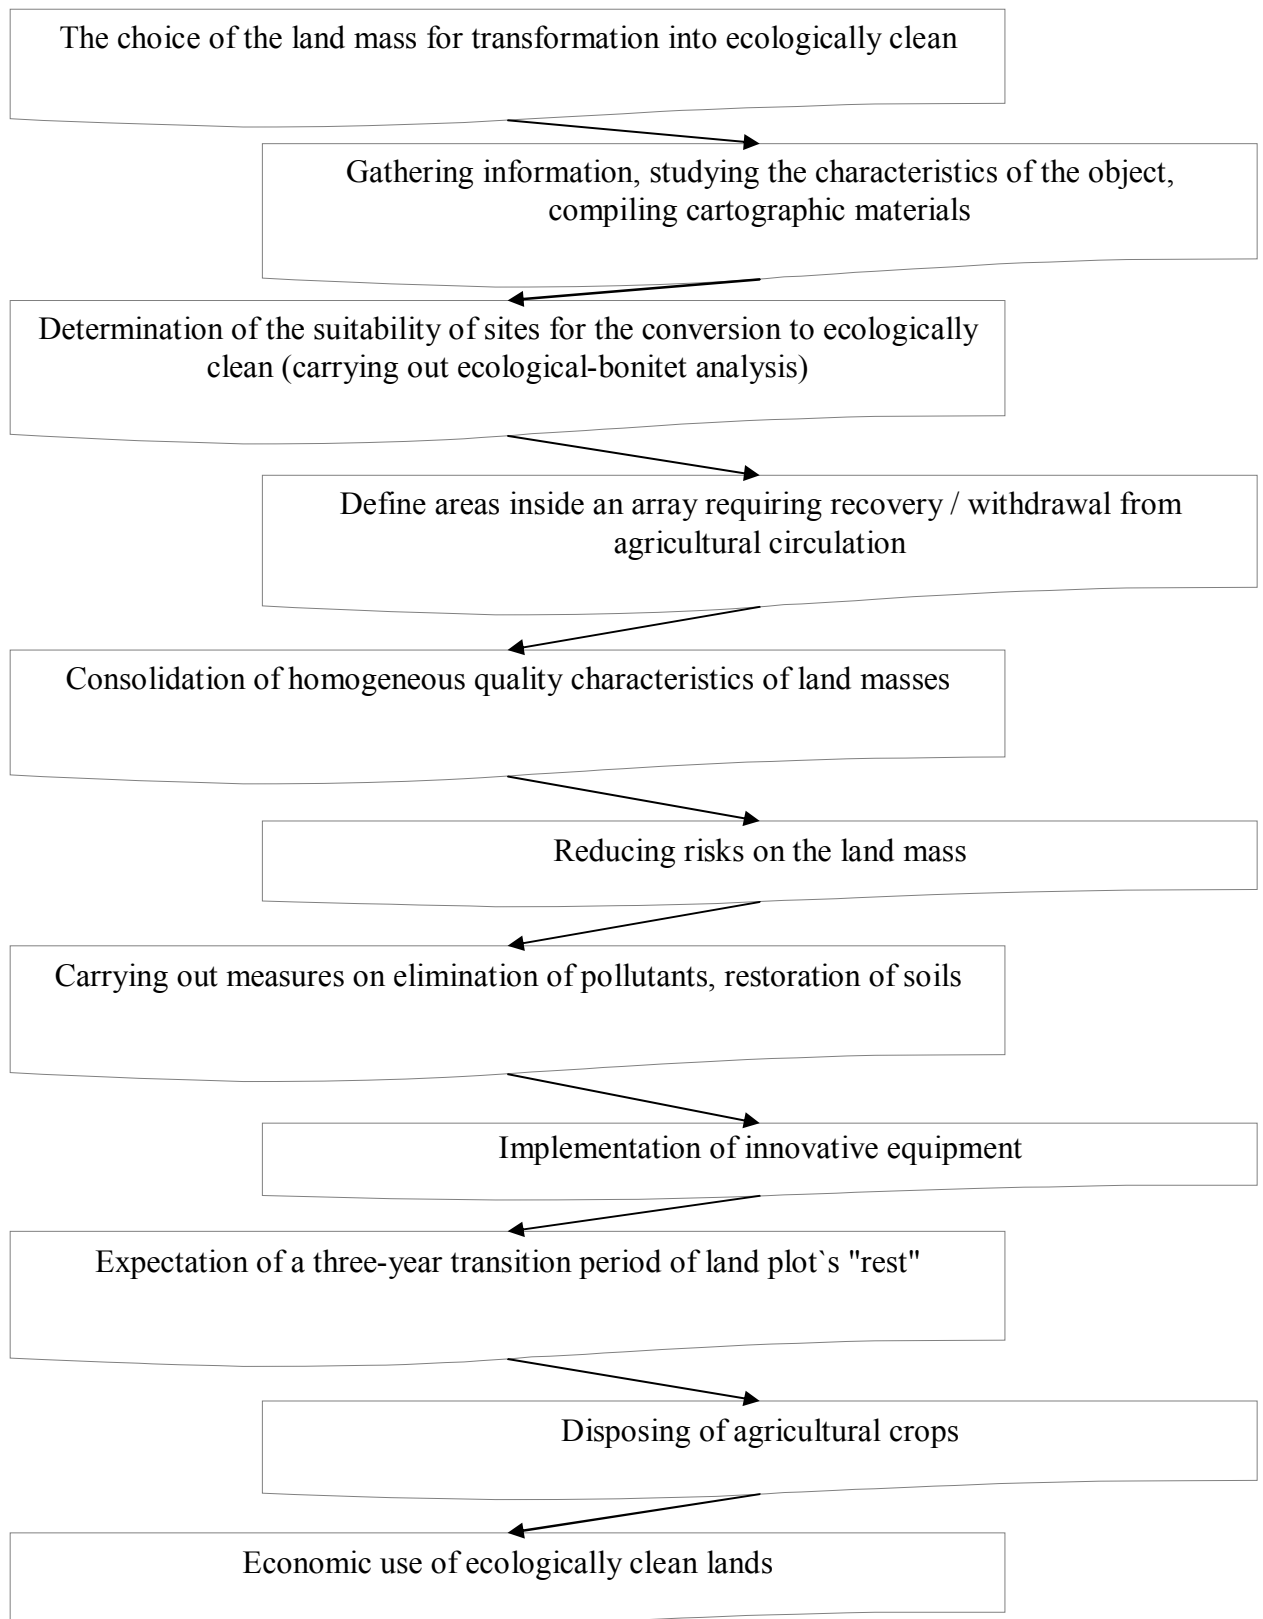 The choice of the land mass for transformation into ecologically clean
Gathering information, studying the characteristics of the object,
compiling cartographic materials
Determination of the suitability of sites for the conversion to ecologically
clean (carrying out ecological-bonitet analysis)
Define areas inside an array requiring recovery / withdrawal from
agricultural circulation
Consolidation of homogeneous quality characteristics of land masses
Reducing risks on the land mass
Carrying out measures on elimination of pollutants, restoration of soils
Implementation of innovative equipment
Expectation of a three-year transition period of land plot`s "rest"
Disposing of agricultural crops
Economic use of ecologically clean lands